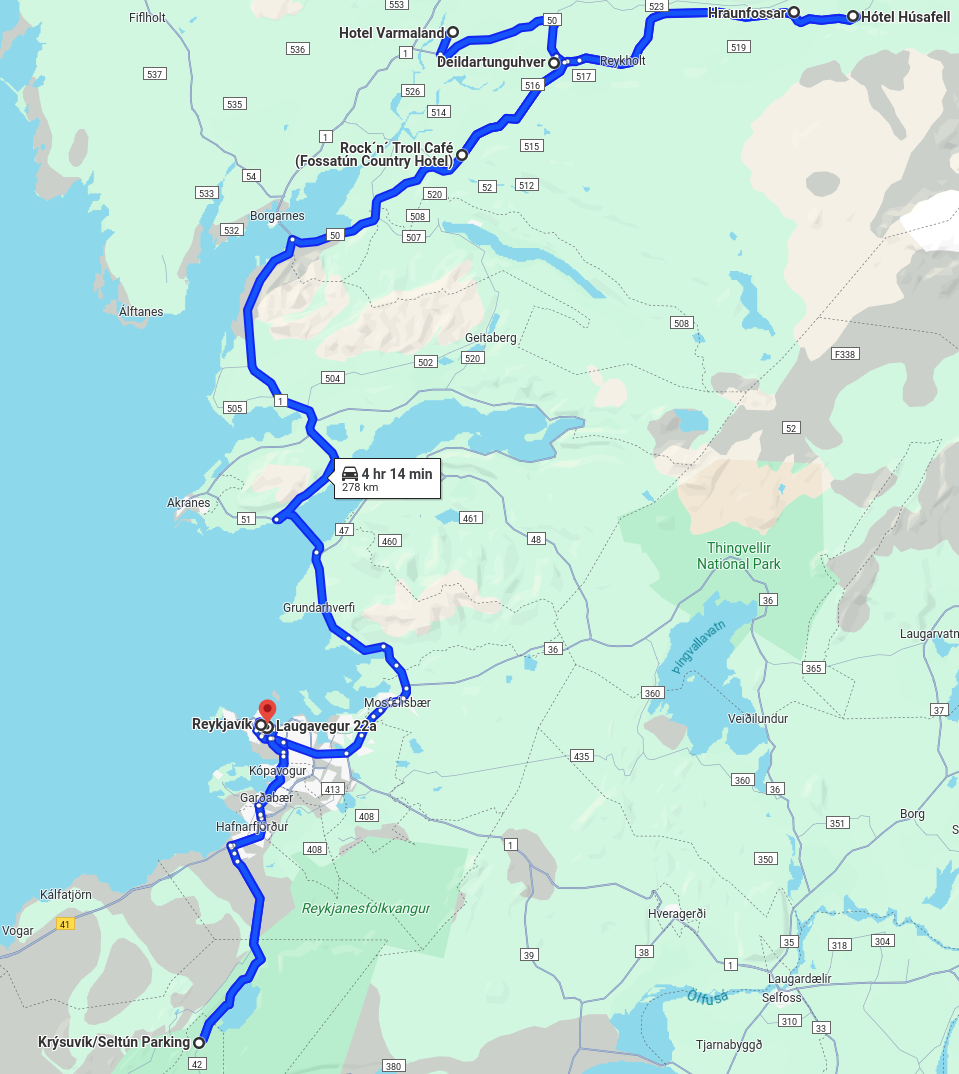 553
523
Fiflholt
50
Hraunfossar
Hótel Húsafell
Hotel Varmaland
536
1
519
537
Deildartunguhver
Reykholt
517
526
516
535
514
1
Rock´n´ Troll Café
(Fossatún Country Hotel)
515
54
533
520
52
512
Borgarnes
508
532
50
507
Álftanes
508
Geitaberg
502
520
F338
504
505
1
52
4 hr 14 min
278 km
Akranes
51
47
461
460
48
Thingvellir
National Park
36
Grundarhverfi
Laugarvatn
36
Þingvallavatn
365
360
Mosfellsbær
37
Reykjavík
Laugavegur 22a
Veiðilundur
435
Kópavogur
360
36
413
Garðabær
408
Borg
351
Hafnarfjörður
S
408
1
350
Kálfatjörn
Reykjanesfólkvangur
Hveragerði
41
Vogar
35
318
304
39
38
1
Laugardælir
Ölfusá
Selfoss
310
33
Krýsuvík/Seltún Parking
Tjarnabyggð
42
380